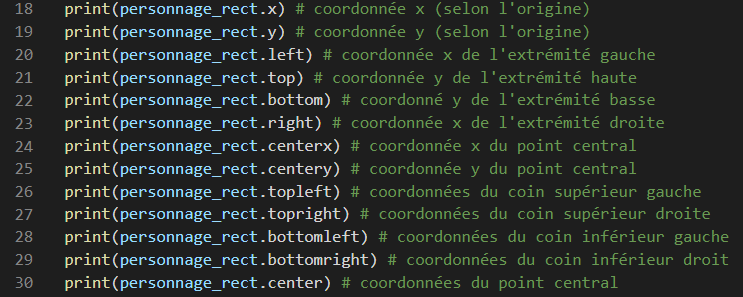 18 print(personnage_rect.x) # coordonnée x (selon l'origine)
19 print(personnage_rect.y) # coordonnée y (selon l'origine)
20 print(personnage_rect.left) # coordonnée x de l'extrémité gauche
21 print(personnage_rect.top) # coordonnée y de l'extrémité haute
22 print(personnage_rect.bottom) # coordonné y de l'extrémité basse
23 print(personnage_rect.right) # coordonnée x de l'extrémité droite
24 print(personnage_rect.centerx) # coordonnée x du point central
25 print(personnage_rect.centery) # coordonnée y du point central
26 print(personnage_rect.topleft) # coordonnées du coin supérieur gauche
27 print(personnage_rect.topright) # coordonnées du coin supérieur droite
28 print(personnage_rect.bottomleft) # coordonnées du coin inférieur gauche
29 print(personnage_rect.bottomright) # coordonnées du coin inférieur droit
30 print(personnage_rect.center) # coordonnées du point central